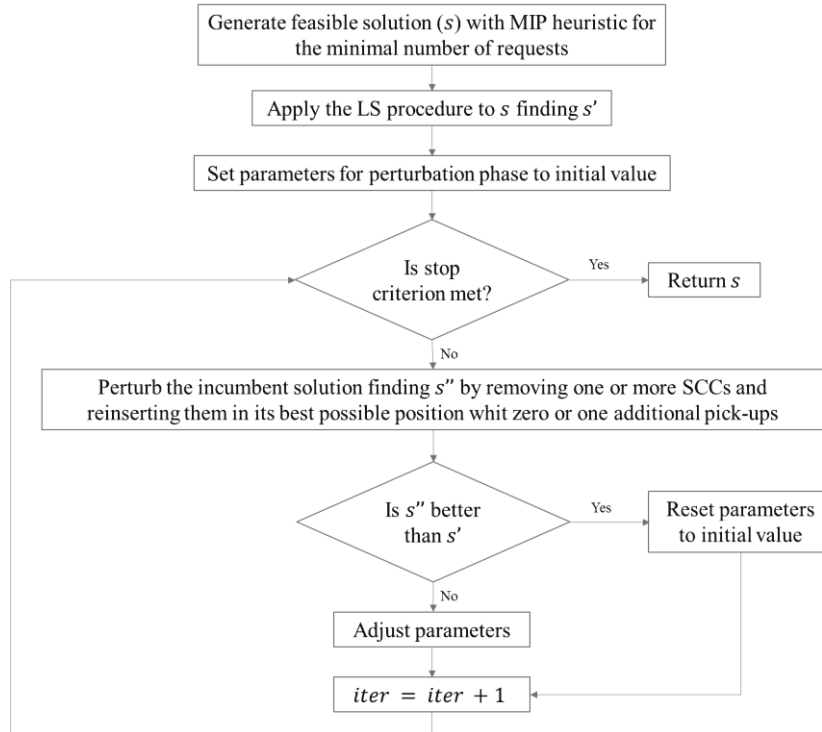 Generate feasible solution (s) with MIP heuristic for
the minimal number of requests
Apply the LS procedure to s finding s'
Set parameters for perturbation phase to initial value
Is stop
criterion met?
Yes
Return s
No
Perturb the incumbent solution finding s'' by removing one or more SCCs and
reinserting them in its best possible position whit zero or one additional pick-ups
Is s'' better
than s'
Yes
Reset parameters
to initial value
No
Adjust parameters
iter = iter + 1